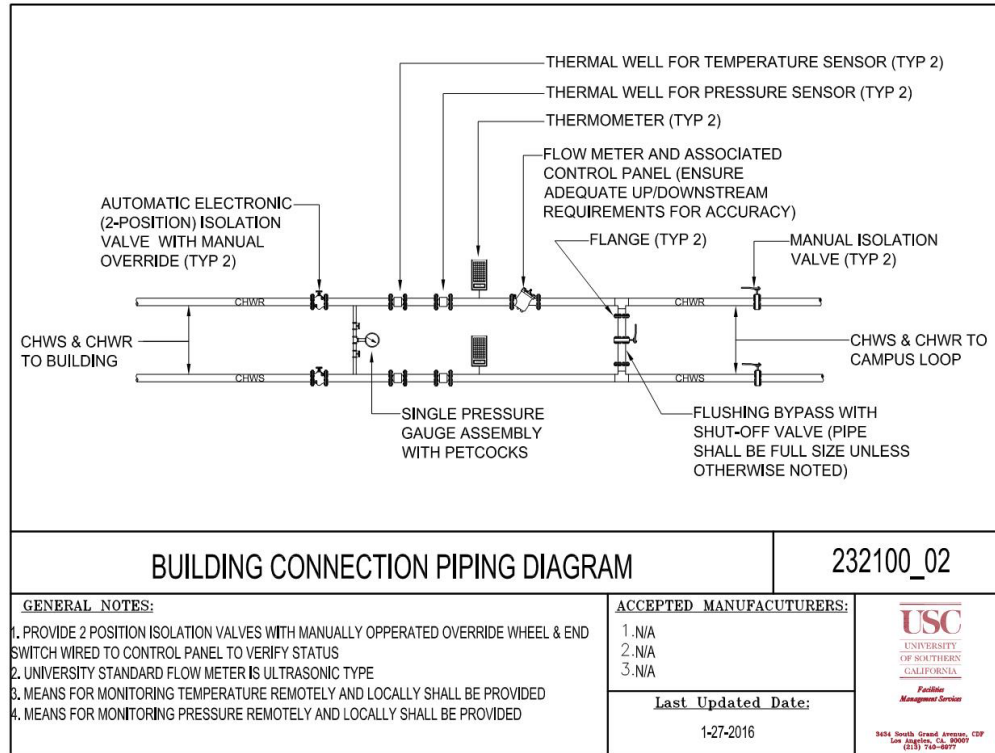 THERMAL WELL FOR TEMPERATURE SENSOR (TYP 2)
THERMAL WELL FOR PRESSURE SENSOR (TYP 2)
THERMOMETER (TYP 2)
FLOW METER AND ASSOCIATED
CONTROL PANEL (ENSURE
ADEQUATE UP/DOWNSTREAM
REQUIREMENTS FOR ACCURACY)
AUTOMATIC ELECTRONIC
(2-POSITION) ISOLATION
VALVE WITH MANUAL
OVERRIDE (TYP 2)
FLANGE (TYP 2)
MANUAL ISOLATION
VALVE (TYP 2)
CHWR
CHWR
CHWS & CHWR
TO BUILDING
CHWS & CHWR TO
CAMPUS LOOP
CHWS
CHWS
SINGLE PRESSURE
GAUGE ASSEMBLY
WITH PETCOCKS
FLUSHING BYPASS WITH
SHUT-OFF VALVE (PIPE
SHALL BE FULL SIZE UNLESS
OTHERWISE NOTED)
BUILDING CONNECTION PIPING DIAGRAM
232100_02
GENERAL NOTES:
1. PROVIDE 2 POSITION ISOLATION VALVES WITH MANUALLY OPPERATED OVERRIDE WHEEL & END
SWITCH WIRED TO CONTROL PANEL TO VERIFY STATUS
2. UNIVERSITY STANDARD FLOW METER IS ULTRASONIC TYPE
3. MEANS FOR MONITORING TEMPERATURE REMOTELY AND LOCALLY SHALL BE PROVIDED
4. MEANS FOR MONITORING PRESSURE REMOTELY AND LOCALLY SHALL BE PROVIDED
ACCEPTED MANUFACUTURERS:
1.N/A
2.N/A
3.N/A
Last Updated Date:
1-27-2016
USC
UNIVERSITY
OF SOUTHERN
CALIFORNIA
Facilities
Management Services
3434 South Grand Avenue, CDF
Los Angeles, CA. 90007
(213) 740-6977